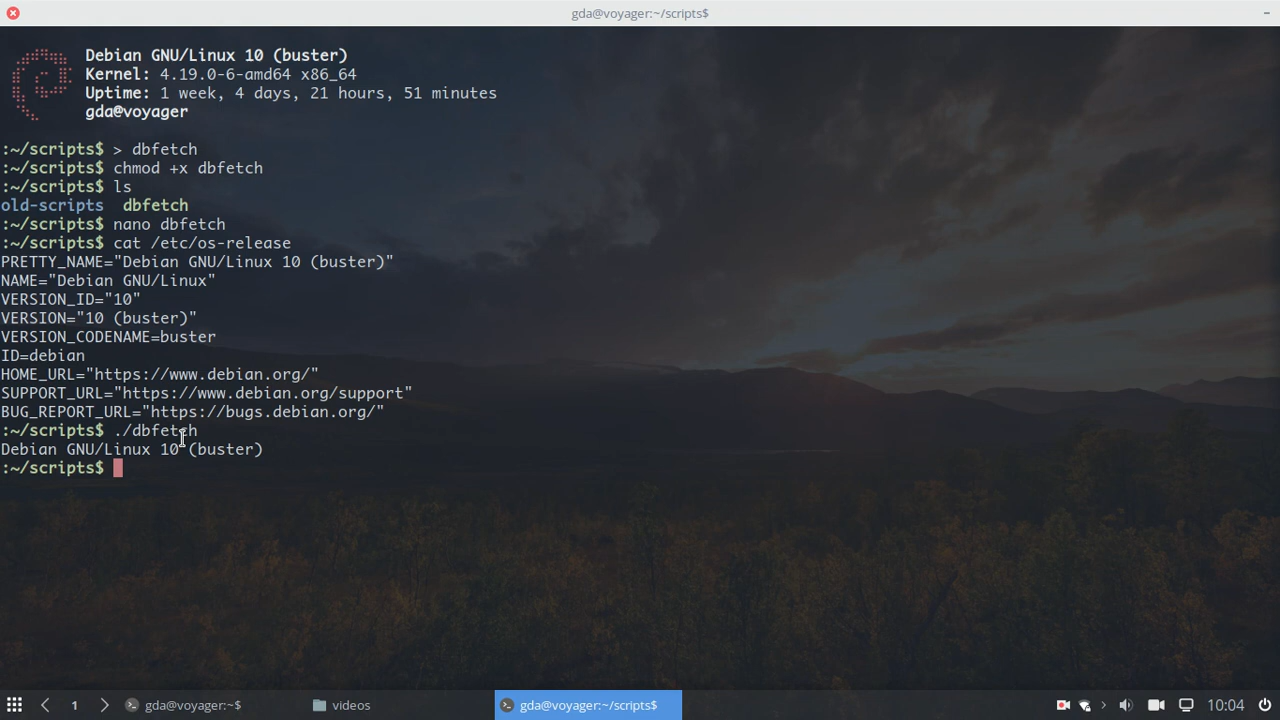 gda@voyager:~/scripts$
Debian GNU/Linux 10 (buster)
Kernel: 4.19.0-6-amd64 x86_64
Uptime: 1 week, 4 days, 21 hours, 51 minutes
gda@voyager
:~/scripts$ > dbfetch
:~/scripts$ chmod +x dbfetch
:~/scripts$ ls
old-scripts  dbfetch
:~/scripts$ nano dbfetch
:~/scripts$ cat /etc/os-release
PRETTY_NAME="Debian GNU/Linux 10 (buster)"
NAME="Debian GNU/Linux"
VERSION_ID="10"
VERSION="10 (buster)"
VERSION_CODENAME=buster
ID=debian
HOME_URL="https://www.debian.org/"
SUPPORT_URL="https://www.debian.org/support"
BUG_REPORT_URL="https://bugs.debian.org/"
:~/scripts$ ./dbfetch
Debian GNU/Linux 10 (buster)
:~/scripts$
1 gda@voyager:~$ videos gda@voyager:~/scripts$ 10:04